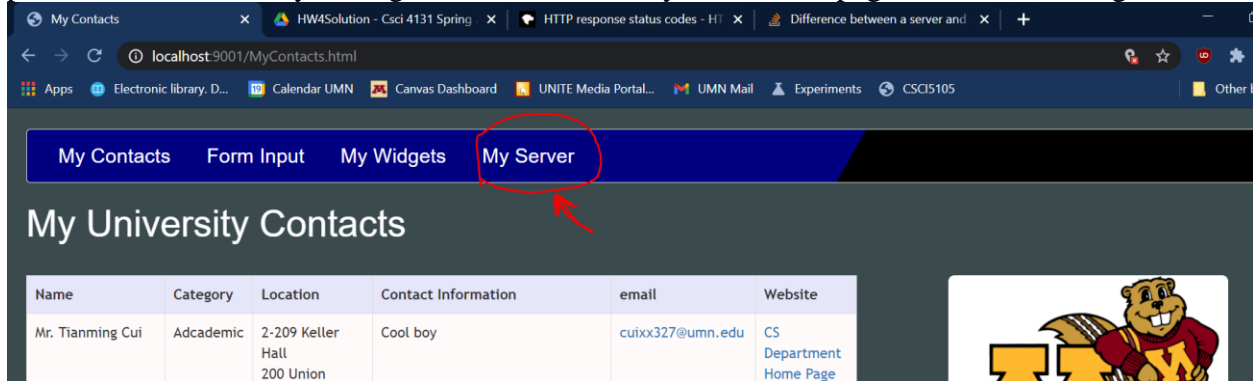 My Contacts
HW4Solution - Csci 4131 Spring
HTTP response status codes - HT
Difference between a server and
localhost:9001/MyContacts.html
Apps
Electronic library. D...
19
Calendar UMN
Canvas Dashboard
UNITE Media Portal...
UMN Mail
Experiments
CSCI5105
Other
My Contacts Form Input My Widgets My Server
My University Contacts
Name Category Location Contact Information email Website
Mr. Tianming Cui Adcademic 2-209 Keller Cool boy cuixx327@umn.edu CS
Hall Department
200 Union Home Page